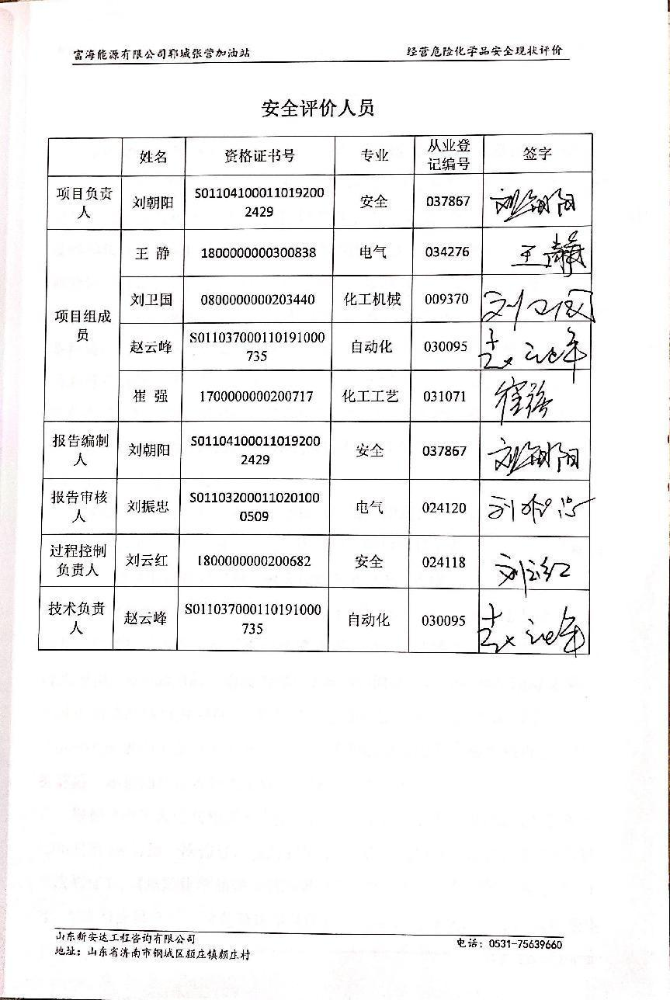 富海能源有限公司郓城张营加油站 经营危险化学品安全现状评价
安全评价人员
姓名 资格证书号 专业 从业登记编号 签字
项目负责人 刘朝阳 S011041000110192002429 安全 037867 刘朝阳
项目组成员 王 静 1800000000300838 电气 034276 王静
刘卫国 0800000000203440 化工机械 009370 刘卫国
赵云峰 S011037000110191000735 自动化 030095 赵云峰
崔 强 1700000000200717 化工工艺 031071 崔强
报告编制人 刘朝阳 S011041000110192002429 安全 037867 刘朝阳
报告审核人 刘振忠 S011032000110201000509 电气 024120 刘振忠
过程控制负责人 刘云红 1800000000200682 安全 024118 刘云红
技术负责人 赵云峰 S011037000110191000735 自动化 030095 赵云峰
山东新安达工程咨询有限公司
地址：山东省济南市钢城区颜庄镇颜庄村 电话：0531-75639660